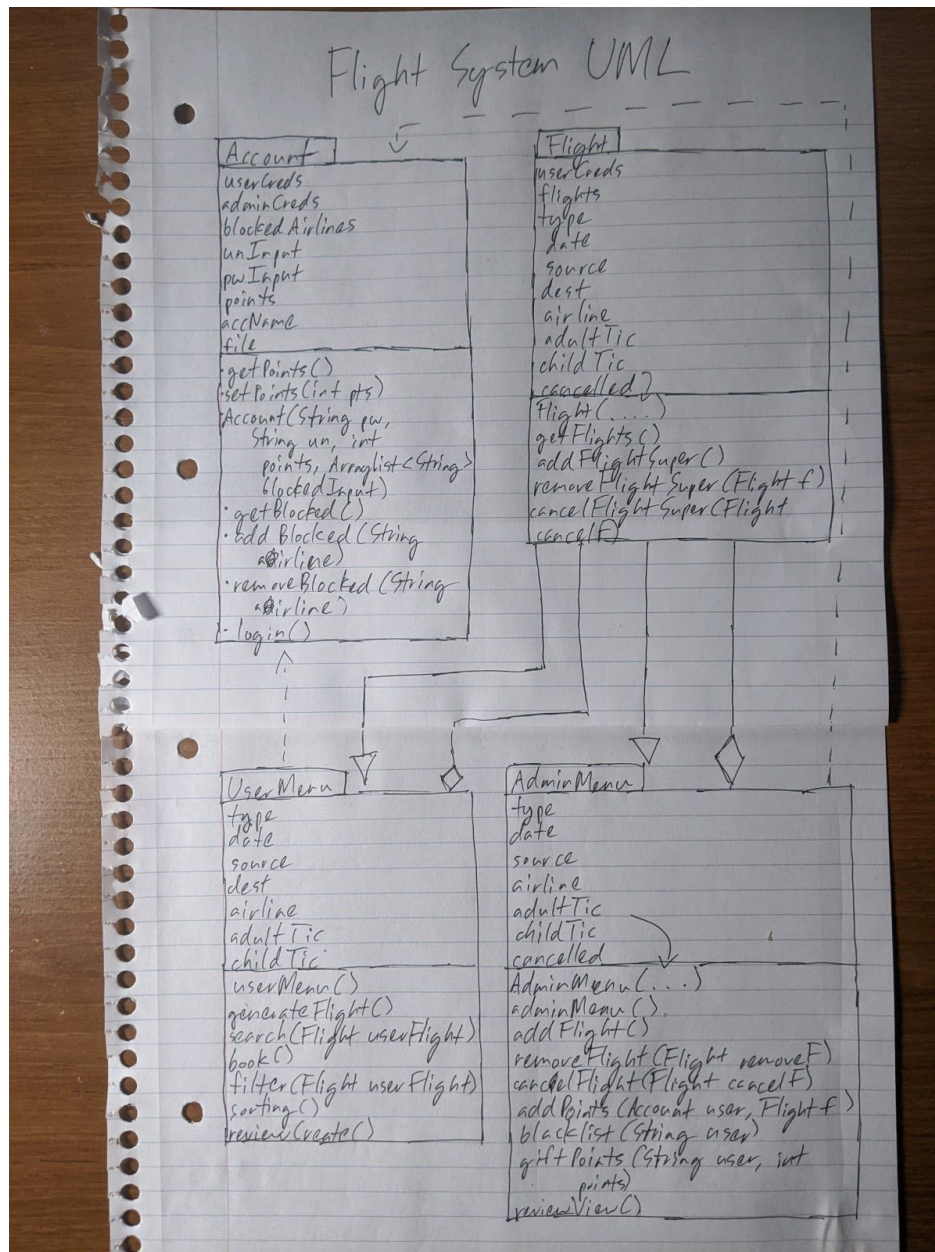 Flight System UML
Account
userCreds
adminCreds
blockedAirlines
unInput
pwInput
points
accName
file
·getPoints()
·setPoints(int pts)
Account(String pw,
String un, int
points, Arraylist<String>
blockedInput)
·getBlocked()
·add Blocked(String
airline)
·removeBlocked(String
airline)
·login()
Flight
userCreds
flights
type
date
source
dest
airline
adultTic
childTic
cancelled
Flight(....)
getFlights()
addFlightSuper()
removeFlightSuper(Flight f)
cancelFlightSuper(Flight
cancelF)
UserMenu
type
date
source
dest
airline
adultTic
childTic
userMenu()
generateFlight()
search(Flight userFlight)
book()
filter(Flight userFlight)
sorting()
reviewCreate()
AdminMenu
type
date
source
airline
adultTic
childTic
cancelled
AdminMenu(...)
adminMenu().
addFlight()
removeFlight(Flight removeF)
cancelFlight(Flight cancelF)
addPoints(Account user, Flight f)
blacklist(String user)
giftPoints(String user, int
points)
reviewView()